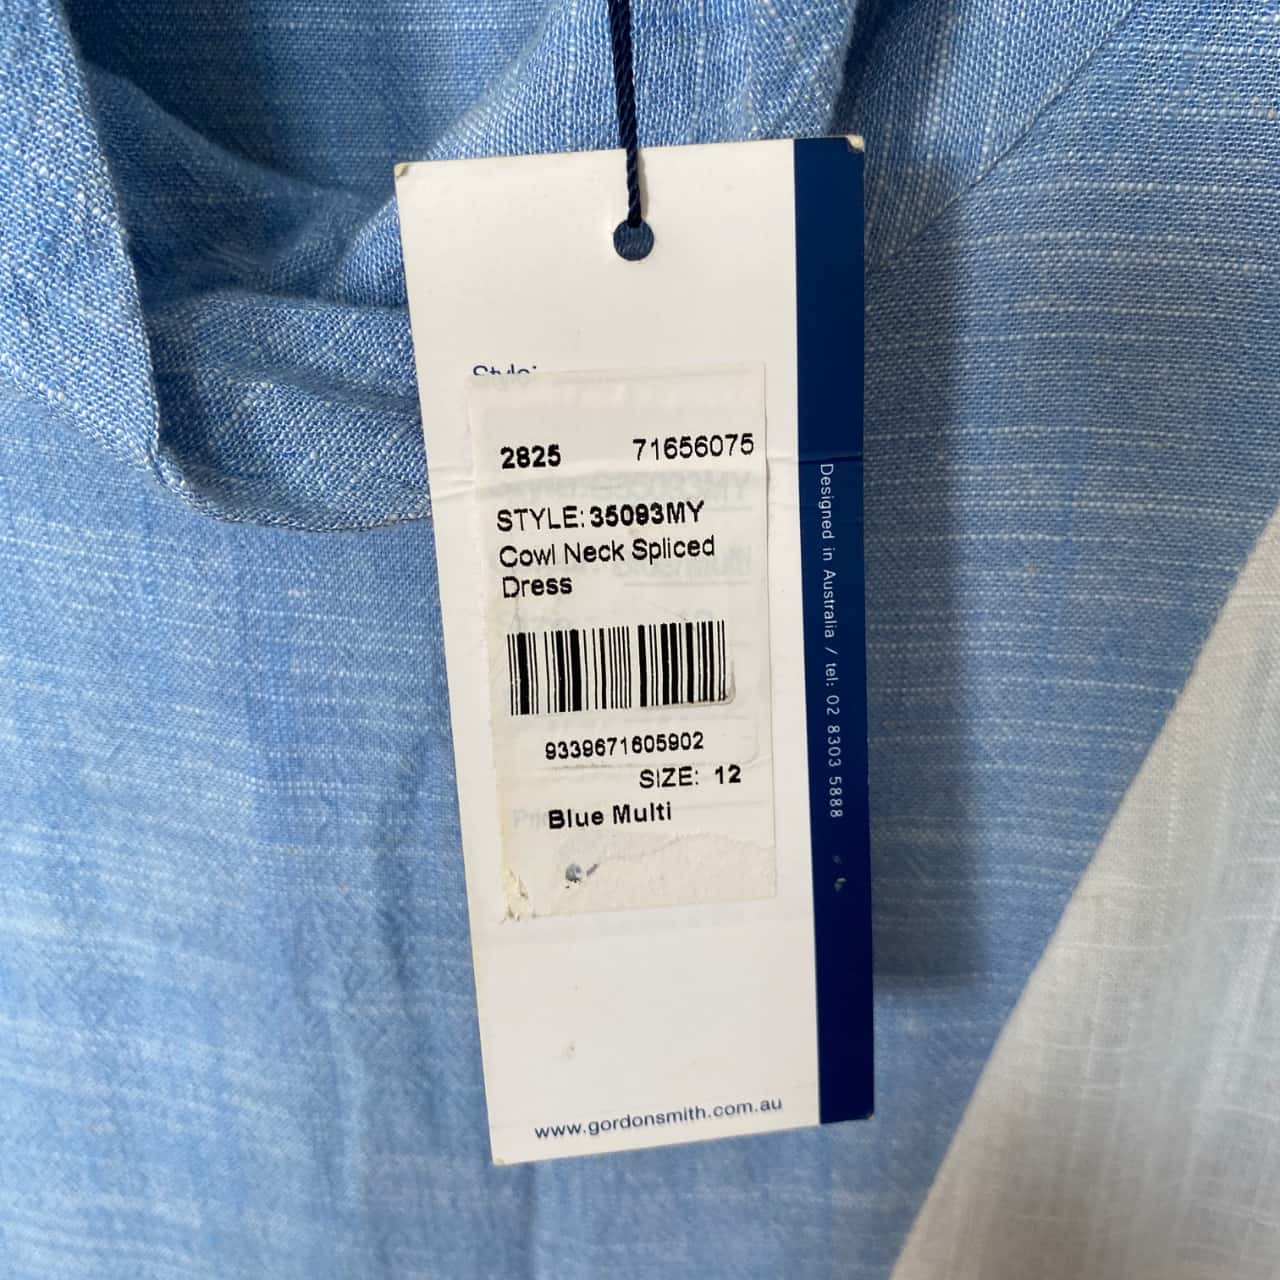 Style:
2825 71656075
STYLE: 35093MY
Cowl Neck Spliced
Dress
9339671605902
SIZE: 12
Blue Multi
www.gordonsmith.com.au
Designed in Australia / tel: 02 8303 5888